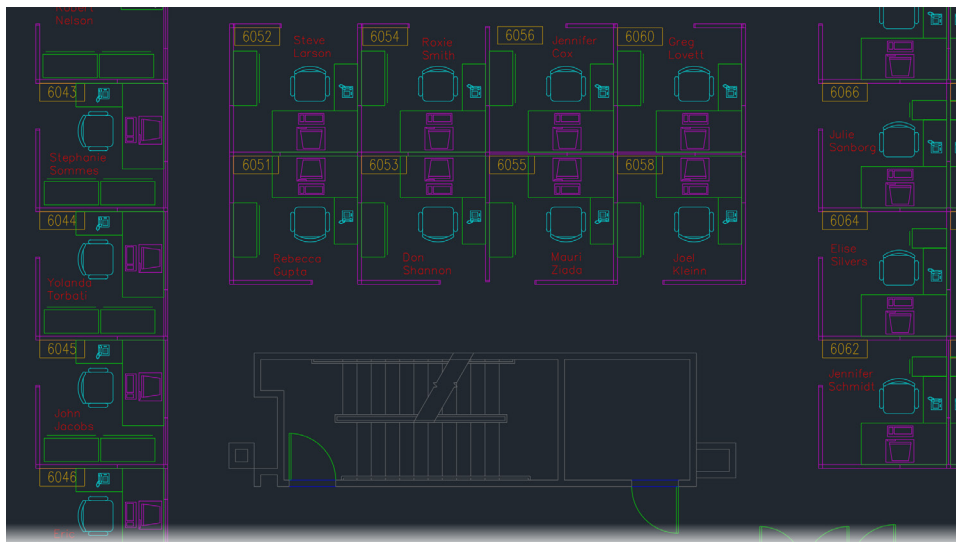 Nelson
6043
Stephanie
Sommes
6044
Yolanda
Tarbati
6045
John
Jacobs
6046
6052
Steve
Larson
6054
Roxie
Smith
6056
Jennifer
Cox
6060
Greg
Lovett
6051
Rebecca
Gupta
6053
Don
Shannon
6055
Mauri
6058
Joel
Kleinn
6066
Julie
Sanborg
6064
Elise
Silvers
6062
Jennifer
Schmidt